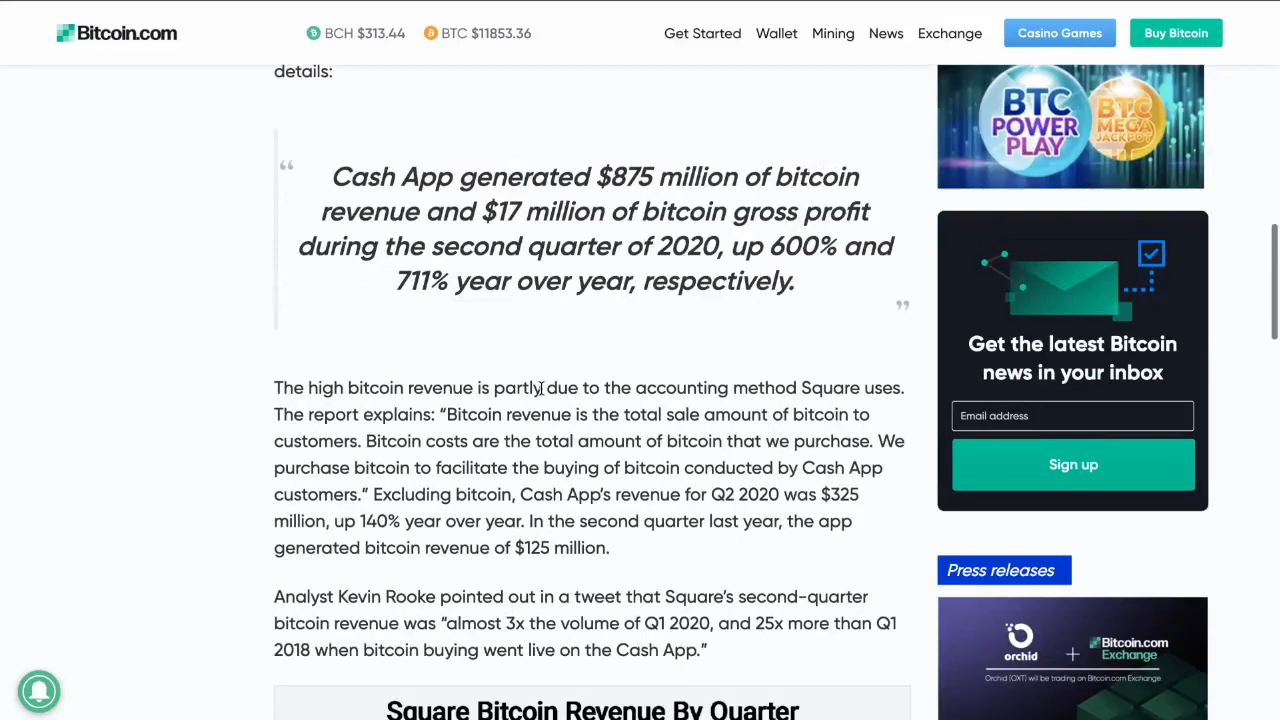 Bitcoin.com
BCH $313.44
BTC $11853.36
Get Started
Wallet
Mining
News
Exchange
Casino Games
Buy Bitcoin
details:
“
Cash App generated $875 million of bitcoin
revenue and $17 million of bitcoin gross profit
during the second quarter of 2020, up 600% and
711% year over year, respectively.
”
The high bitcoin revenue is partly due to the accounting method Square uses.
The report explains: “Bitcoin revenue is the total sale amount of bitcoin to
customers. Bitcoin costs are the total amount of bitcoin that we purchase. We
purchase bitcoin to facilitate the buying of bitcoin conducted by Cash App
customers.” Excluding bitcoin, Cash App’s revenue for Q2 2020 was $325
million, up 140% year over year. In the second quarter last year, the app
generated bitcoin revenue of $125 million.
Analyst Kevin Rooke pointed out in a tweet that Square’s second-quarter
bitcoin revenue was “almost 3x the volume of Q1 2020, and 25x more than Q1
2018 when bitcoin buying went live on the Cash App.”
Square Bitcoin Revenue By Quarter
BTC
POWER
PLAY
BTC
MEGA
JACKPOT
Get the latest Bitcoin
news in your inbox
Email address
Sign up
Press releases
orchid
+
Bitcoin.com
Exchange
Orchid (OXT) will be trading on Bitcoin.com Exchange